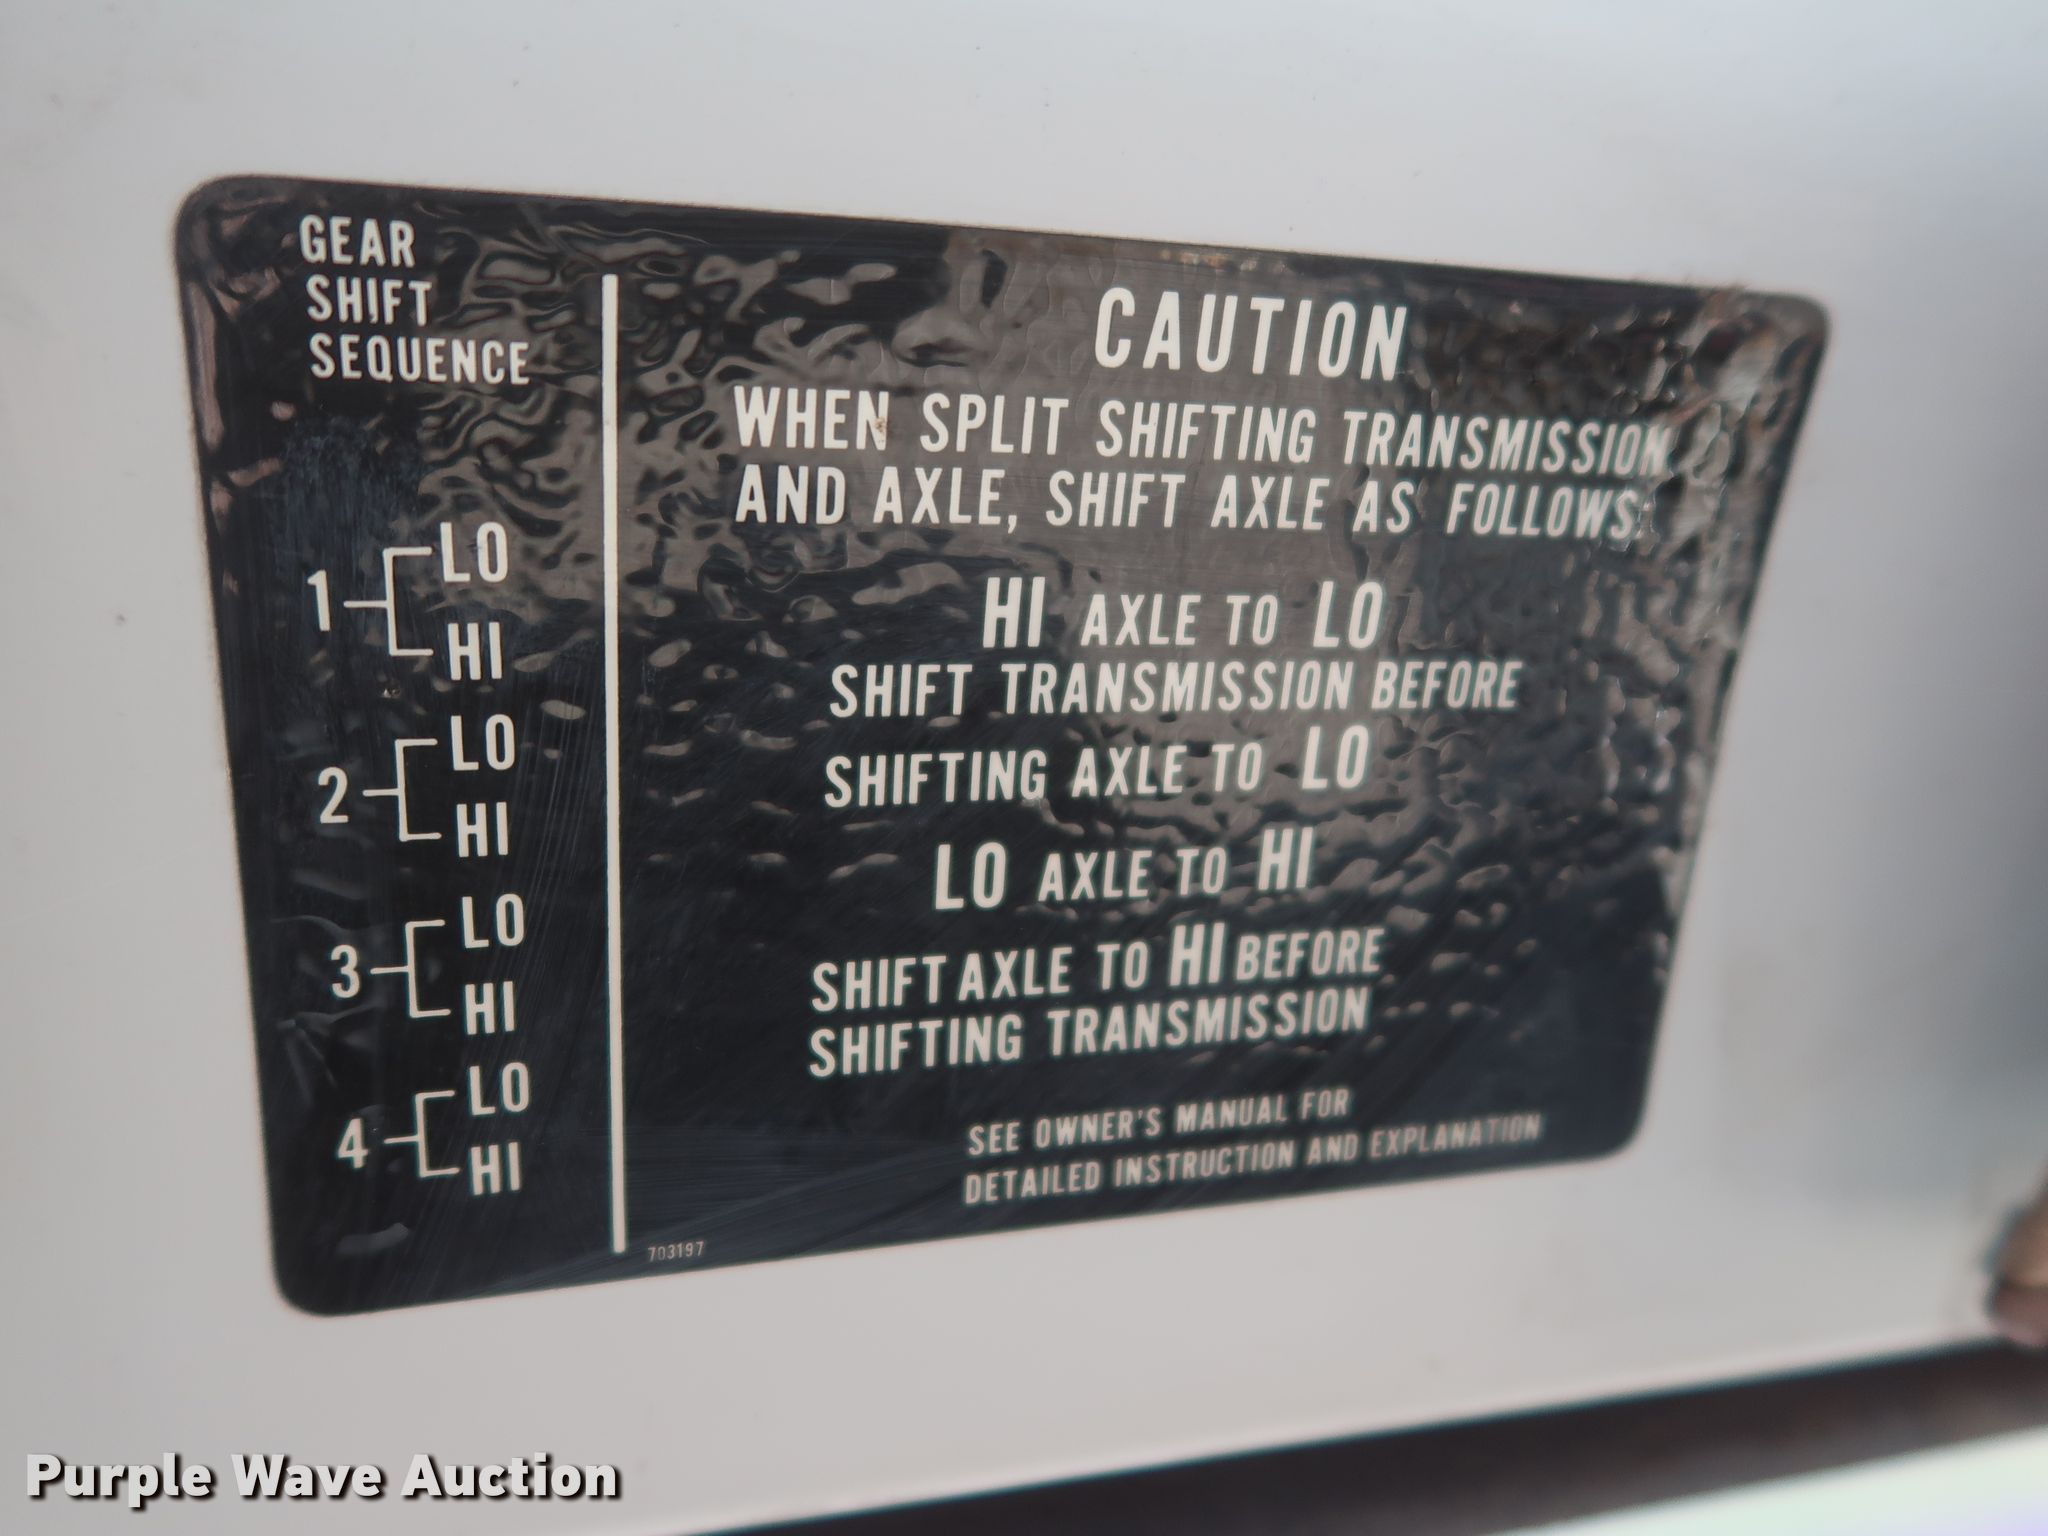 GEAR
SHIFT
SEQUENCE
1 LO
HI
2 LO
HI
3 LO
HI
4 LO
HI
CAUTION
WHEN SPLIT SHIFTING TRANSMISSION
AND AXLE, SHIFT AXLE AS FOLLOWS:
HI AXLE TO LO
SHIFT TRANSMISSION BEFORE
SHIFTING AXLE TO LO
LO AXLE TO HI
SHIFT AXLE TO HI BEFORE
SHIFTING TRANSMISSION
SEE OWNER'S MANUAL FOR
DETAILED INSTRUCTION AND EXPLANATION
703197
Purple Wave Auction